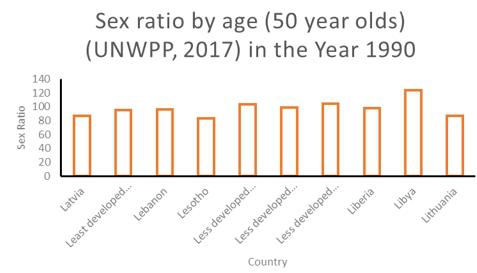 Sex ratio by age (50 year olds)
(UNWPP, 2017) in the Year 1990
140
120
100
80
60
40
20
0
Sex Ratio
Latvia
Least developed...
Lebanon
Lesotho
Less developed...
Less developed...
Less developed...
Liberia
Libya
Lithuania
Country